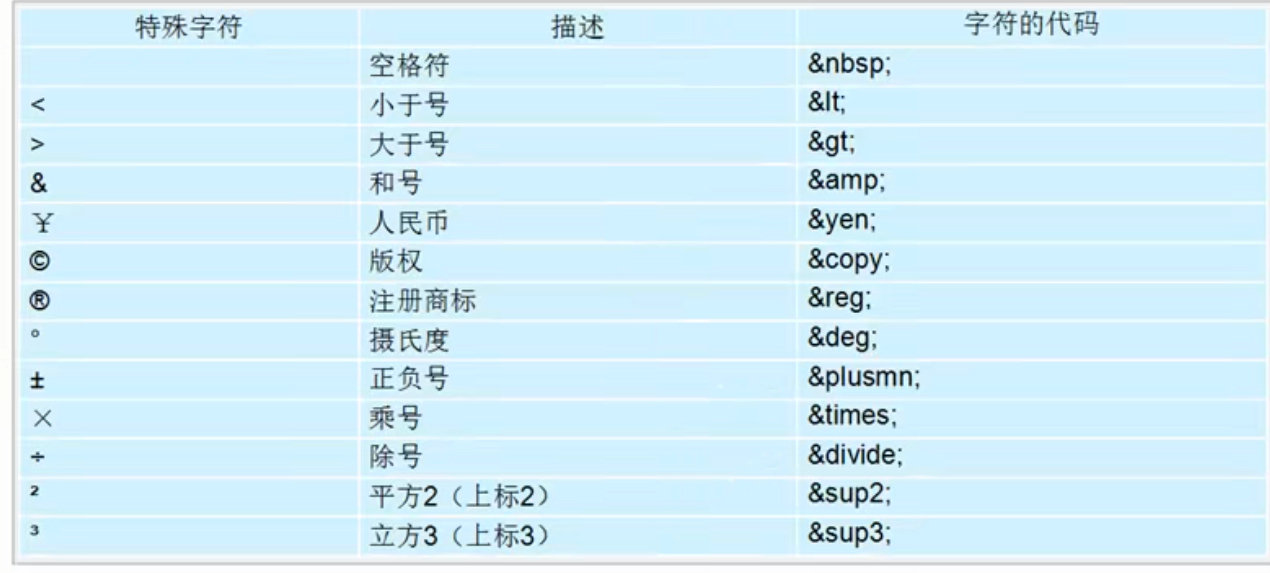 特殊字符 描述 字符的代码
空格符 &nbsp;
< 小于号 &lt;
> 大于号 &gt;
& 和号 &amp;
¥ 人民币 &yen;
© 版权 &copy;
® 注册商标 &reg;
° 摄氏度 &deg;
± 正负号 &plusmn;
× 乘号 &times;
÷ 除号 &divide;
² 平方2（上标2） &sup2;
³ 立方3（上标3） &sup3;